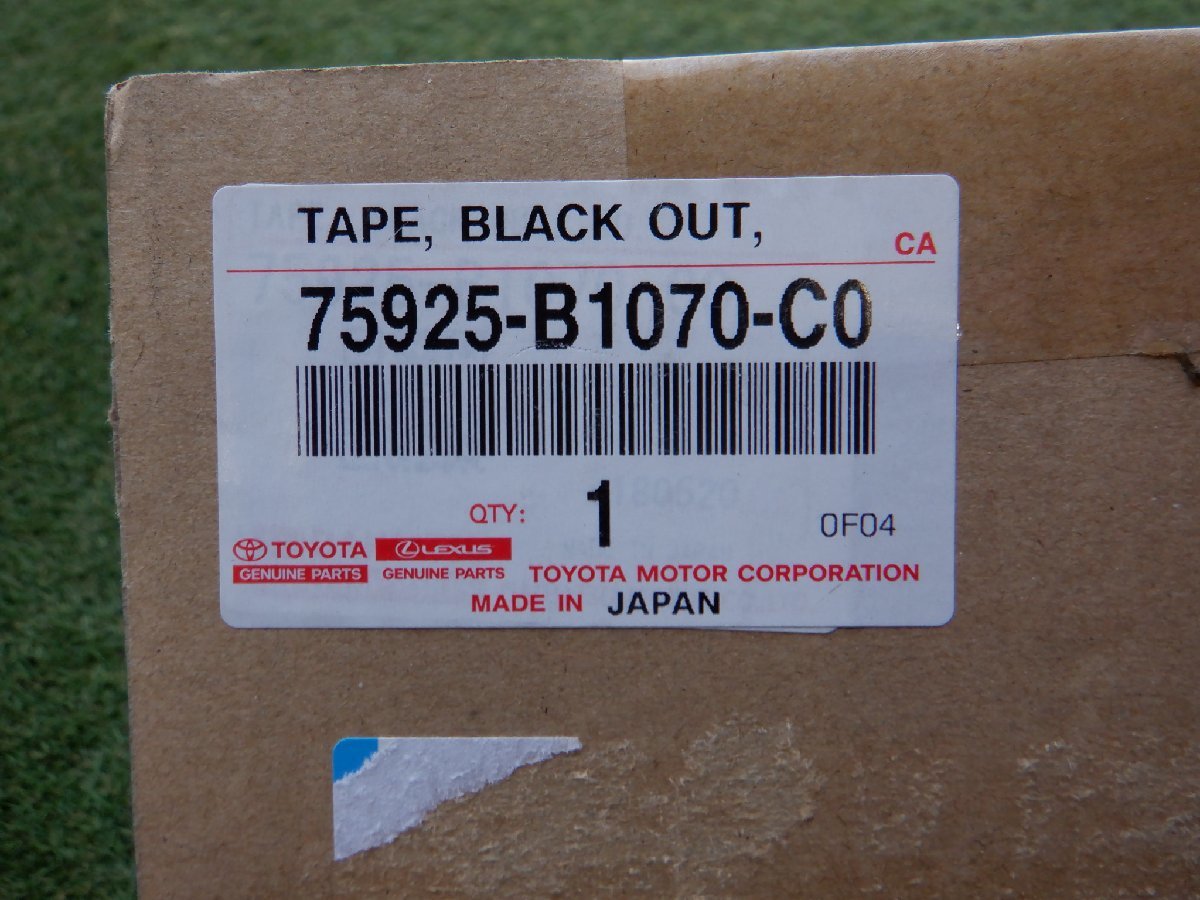 TAPE, BLACK OUT,
CA
75925-B1070-C0
QTY: 1
0F04
TOYOTA LEXUS
GENUINE PARTS GENUINE PARTS TOYOTA MOTOR CORPORATION
MADE IN JAPAN